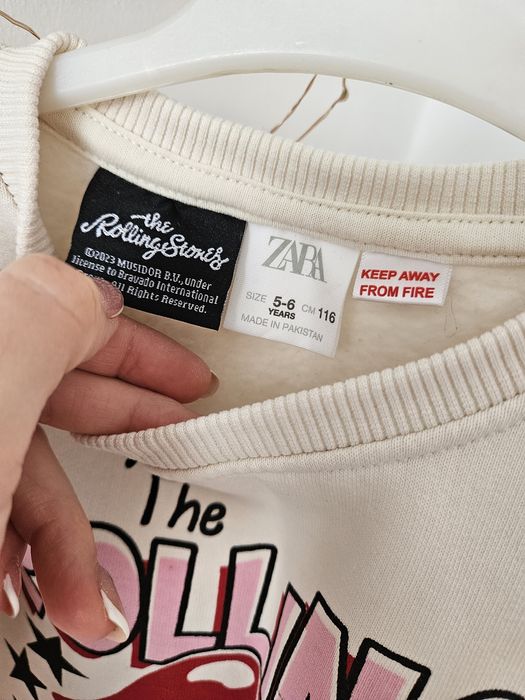 the
Rolling Stones
©2023 MUSIDOR B.V., under
license to Bravado International
All Rights Reserved.
ZARA
SIZE 5-6 CM 116
YEARS
MADE IN PAKISTAN
KEEP AWAY
FROM FIRE
The